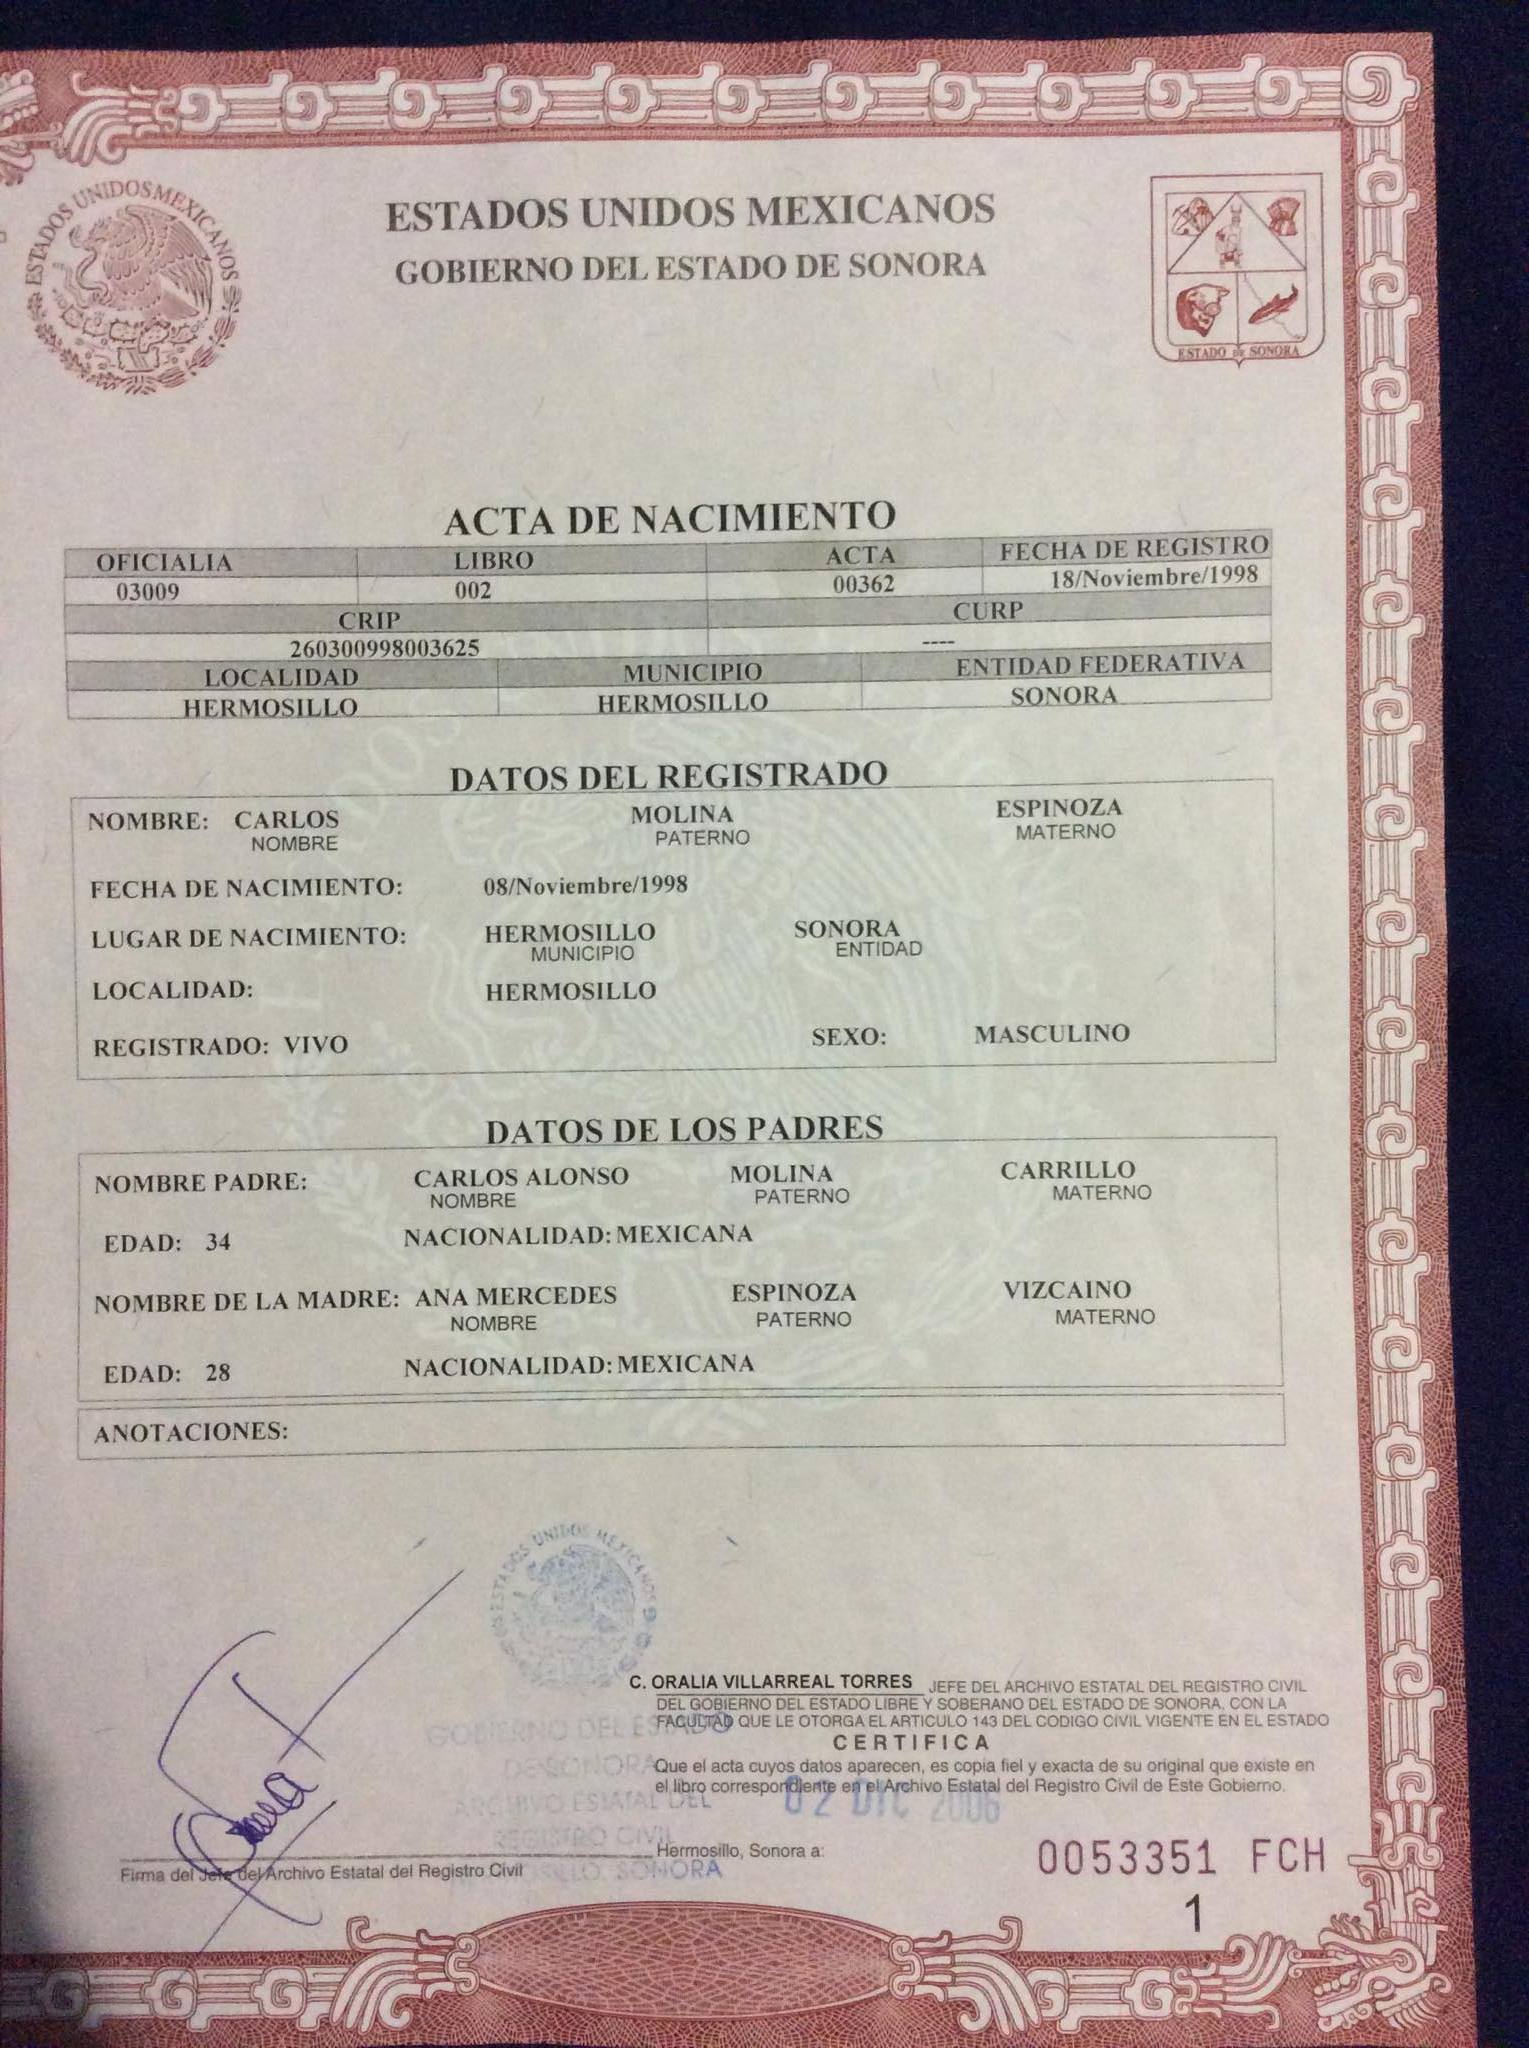 ESTADOS UNIDOS MEXICANOS
ESTADOS UNIDOS MEXICANOS
GOBIERNO DEL ESTADO DE SONORA
ESTADO DE SONORA
ACTA DE NACIMIENTO
OFICIALIA LIBRO ACTA FECHA DE REGISTRO
03009 002 00362 18/Noviembre/1998
CRIP CURP
260300998003625 ----
LOCALIDAD MUNICIPIO ENTIDAD FEDERATIVA
HERMOSILLO HERMOSILLO SONORA
DATOS DEL REGISTRADO
NOMBRE: CARLOS MOLINA ESPINOZA
NOMBRE PATERNO MATERNO
FECHA DE NACIMIENTO: 08/Noviembre/1998
LUGAR DE NACIMIENTO: HERMOSILLO SONORA
MUNICIPIO ENTIDAD
LOCALIDAD: HERMOSILLO
REGISTRADO: VIVO SEXO: MASCULINO
DATOS DE LOS PADRES
NOMBRE PADRE: CARLOS ALONSO MOLINA CARRILLO
NOMBRE PATERNO MATERNO
EDAD: 34 NACIONALIDAD: MEXICANA
NOMBRE DE LA MADRE: ANA MERCEDES ESPINOZA VIZCAINO
NOMBRE PATERNO MATERNO
EDAD: 28 NACIONALIDAD: MEXICANA
ANOTACIONES:
ESTADOS UNIDOS MEXICANOS
C. ORALIA VILLARREAL TORRES JEFE DEL ARCHIVO ESTATAL DEL REGISTRO CIVIL
DEL GOBIERNO DEL ESTADO LIBRE Y SOBERANO DEL ESTADO DE SONORA, CON LA
FACULTAD QUE LE OTORGA EL ARTICULO 143 DEL CODIGO CIVIL VIGENTE EN EL ESTADO
CERTIFICA
Que el acta cuyos datos aparecen, es copia fiel y exacta de su original que existe en
el libro correspondiente en el Archivo Estatal del Registro Civil de Este Gobierno.
GOBIERNO DEL ESTADO
DE SONORA
ARCHIVO ESTATAL DEL
REGISTRO CIVIL
SONORA
02 DIC 2006
Hermosillo, Sonora a:
Firma del Jefe del Archivo Estatal del Registro Civil
0053351 FCH
1